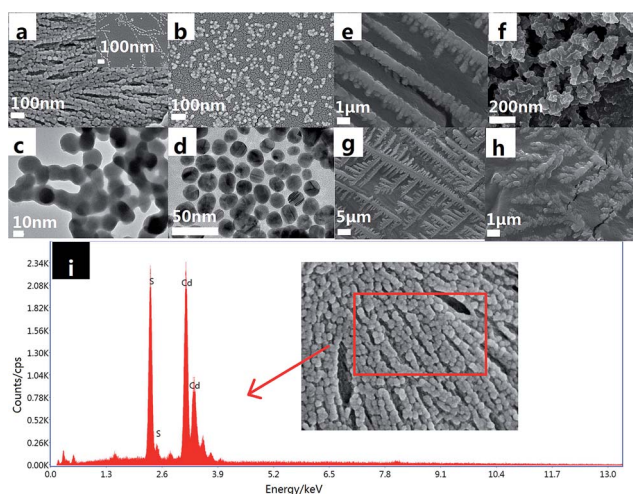 a
100nm
100nm
b
100nm
e
1μm
f
200nm
c
10nm
d
50nm
g
5μm
h
1μm
i
2.34K
2.08K
1.82K
1.56K
1.30K
1.04K
0.78K
0.52K
0.26K
0.00K
Counts/cps
S
Cd
Cd
S
0.0 1.3 2.6 3.9 5.2 6.5 7.8 9.1 10.4 11.7 13.0
Energy/keV